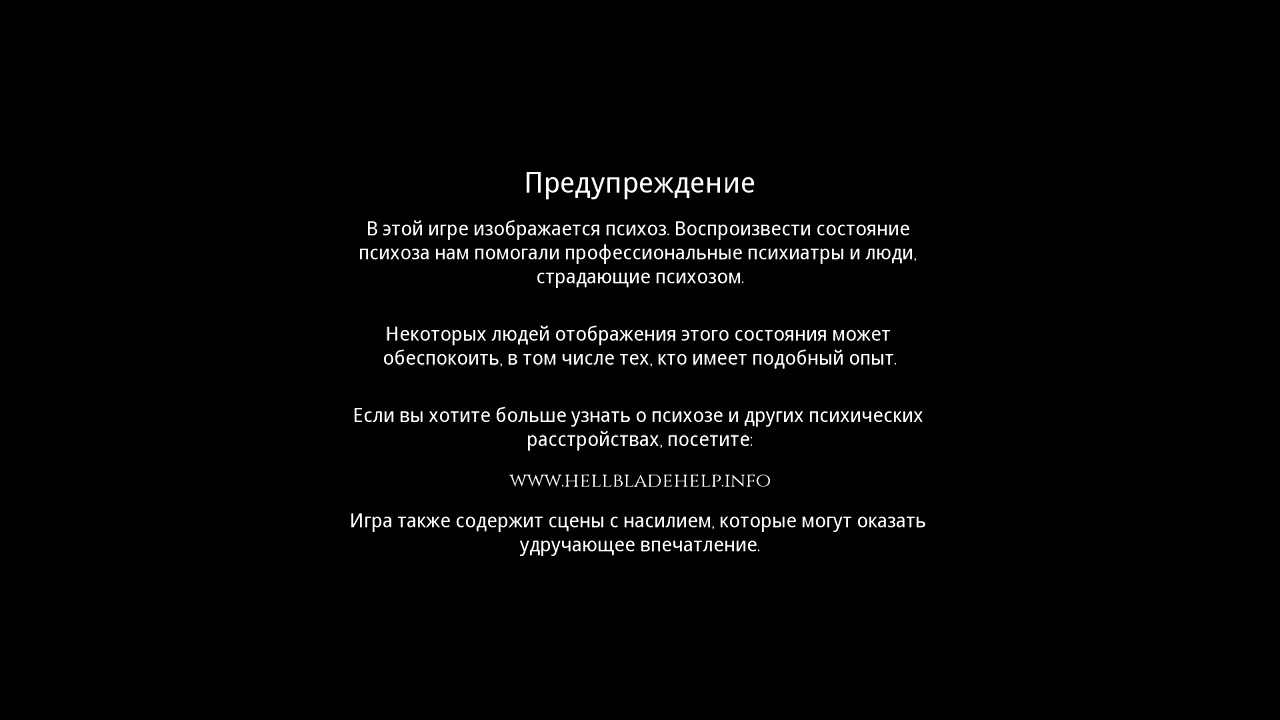 Предупреждение
В этой игре изображается психоз. Воспроизвести состояние
психоза нам помогали профессиональные психиатры и люди,
страдающие психозом.
Некоторых людей отображения этого состояния может
обеспокоить, в том числе тех, кто имеет подобный опыт.
Если вы хотите больше узнать о психозе и других психических
расстройствах, посетите:
WWW.HELLBLADEHELP.INFO
Игра также содержит сцены с насилием, которые могут оказать
удручающее впечатление.